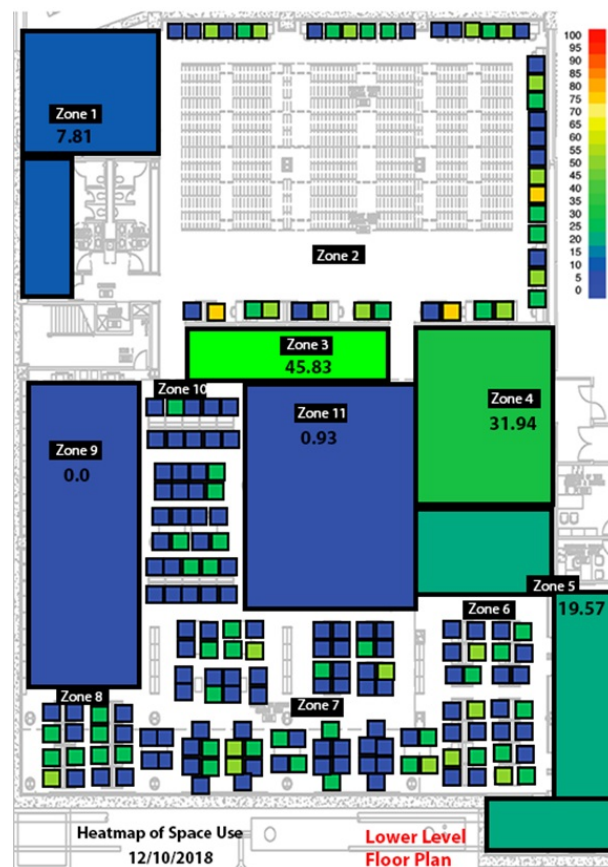 100
95
90
85
80
75
70
65
60
55
50
45
40
35
30
25
20
15
10
5
0
Zone 1
7.81
Zone 2
Zone 3
45.83
Zone 4
31.94
Zone 10
Zone 11
0.93
Zone 9
0.0
Zone 5
19.57
Zone 6
Zone 8
Zone 7
Heatmap of Space Use
12/10/2018
Lower Level
Floor Plan